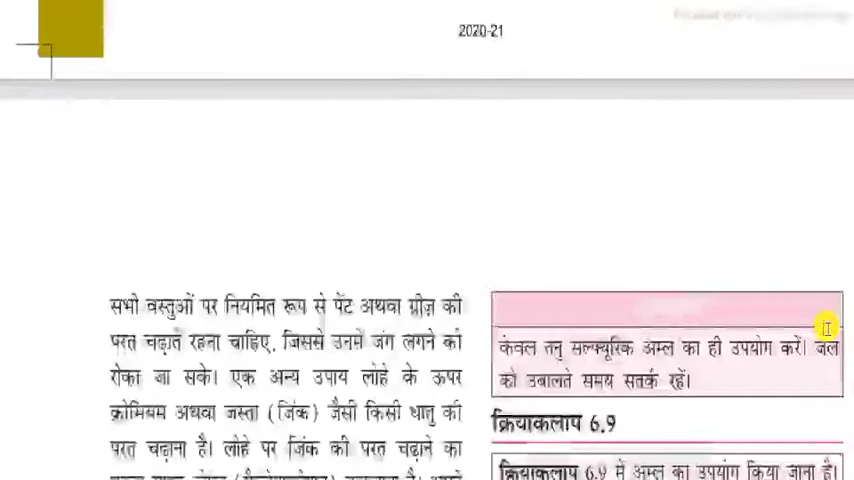 2020-21
सभी वस्तुओं पर नियमित रूप से पेंट अथवा ग्रीज़ की
परत चढ़ाते रहना चाहिए, जिससे उनमें जंग लगने को
रोका जा सके। एक अन्य उपाय लोहे के ऊपर
क्रोमियम अथवा जस्ता (ज़िंक) जैसी किसी धातु की
परत चढ़ाना है। लोहे पर ज़िंक की परत चढ़ाने का
केवल तनु सल्फ्यूरिक अम्ल का ही उपयोग करें। जल
को उबालते समय सतर्क रहें।
क्रियाकलाप 6.9
क्रियाकलाप 6.9 में अम्ल का उपयोग किया जाना है।